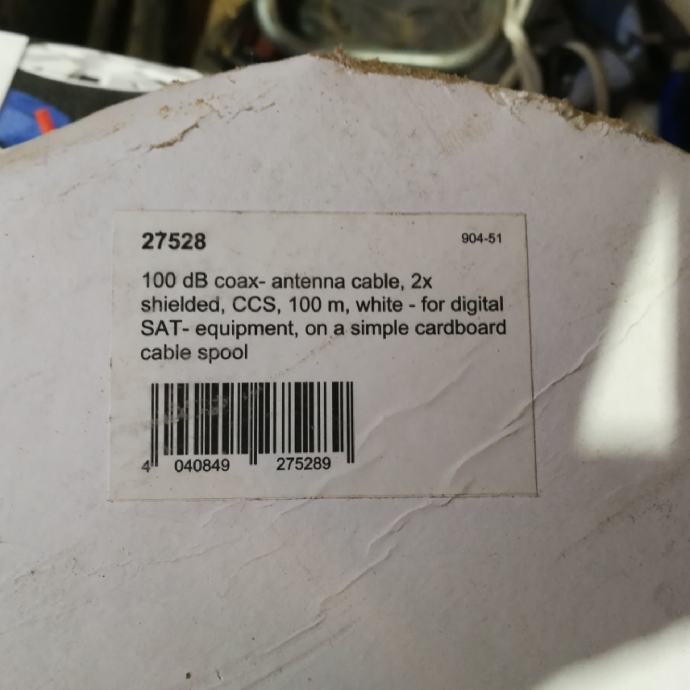 27528
904-51
100 dB coax- antenna cable, 2x
shielded, CCS, 100 m, white - for digital
SAT- equipment, on a simple cardboard
cable spool
4 040849 275289